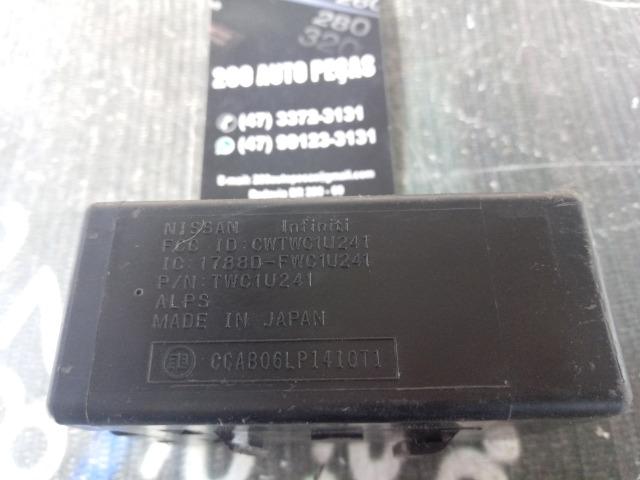 280
320
280 AUTO PEÇAS
(47) 3373-3131
(47) 99123-3131
NISSAN Infiniti
FCC ID:CWTWC1U241
IC:1788D-FWC1U241
P/N:TWC1U241
ALPS
MADE IN JAPAN
CCAB06LP1410T1